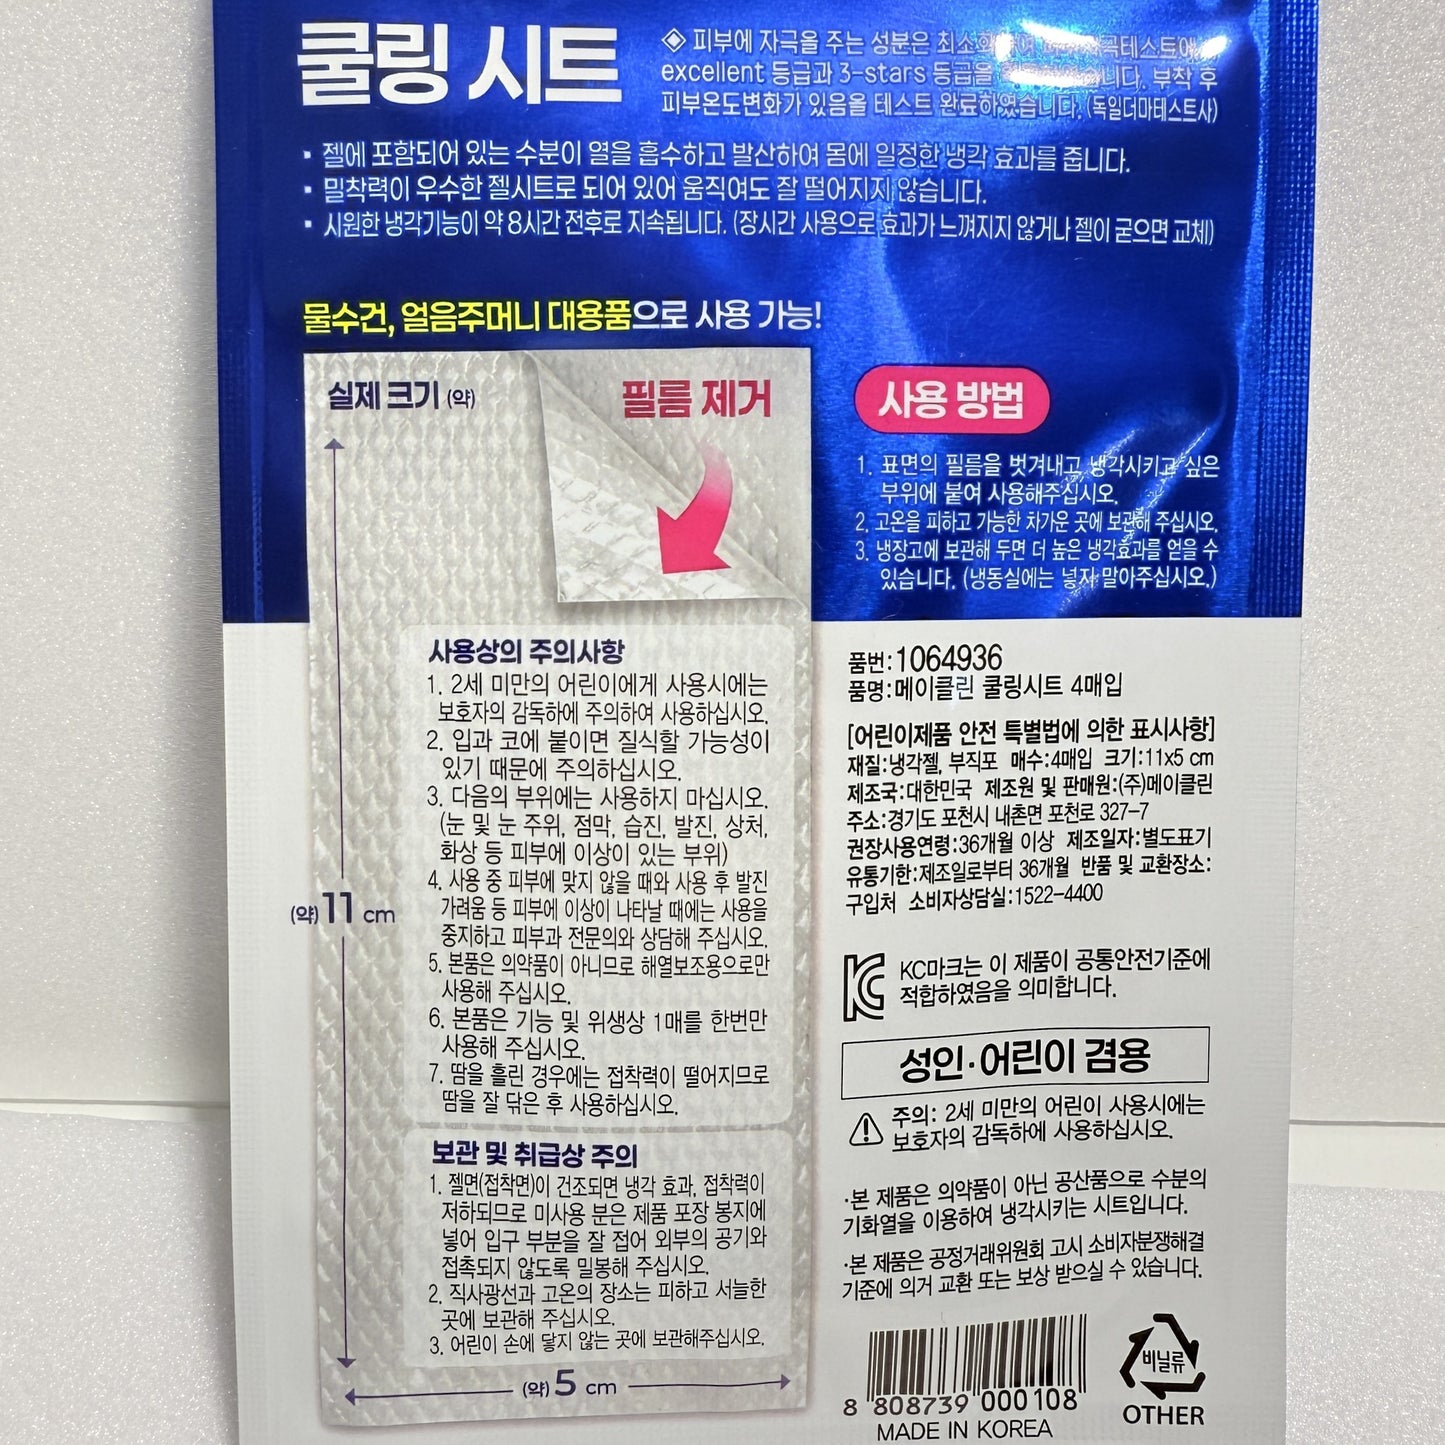 쿨링 시트
◈ 피부에 자극을 주는 성분은
excellent 등급과 3-stars 등급을 부착 후
피부온도변화가 있음을 테스트 완료하였습니다. (독일더마테스트사)
▪ 젤에 포함되어 있는 수분이 열을 흡수하고 발산하여 몸에 일정한 냉각 효과를 줍니다.
▪ 밀착력이 우수한 젤시트로 되어 있어 움직여도 잘 떨어지지 않습니다.
▪ 시원한 냉각기능이 약 8시간 전후로 지속됩니다. (장시간 사용으로 효과가 느껴지지 않거나 젤이 굳으면 교체)
물수건, 얼음주머니 대용품으로 사용 가능!
실제 크기 (약)
필름 제거
(약)11 cm
(약)5 cm
사용 방법
1. 표면의 필름을 벗겨내고 냉각시키고 싶은
부위에 붙여 사용해주십시오.
2. 고온을 피하고 가능한 차가운 곳에 보관해 주십시오.
3. 냉장고에 보관해 두면 더 높은 냉각효과를 얻을 수
있습니다. (냉동실에는 넣지 말아주십시오.)
사용상의 주의사항
1. 2세 미만의 어린이에게 사용시에는
보호자의 감독하에 주의하여 사용하십시오.
2. 입과 코에 붙이면 질식할 가능성이
있기 때문에 주의하십시오.
3. 다음의 부위에는 사용하지 마십시오.
(눈 및 눈 주위, 점막, 습진, 발진, 상처,
화상 등 피부에 이상이 있는 부위)
4. 사용 중 피부에 맞지 않을 때와 사용 후 발진
가려움 등 피부에 이상이 나타날 때에는 사용을
중지하고 피부과 전문의와 상담해 주십시오.
5. 본품은 의약품이 아니므로 해열보조용으로만
사용해 주십시오.
6. 본품은 기능 및 위생상 1매를 한번만
사용해 주십시오.
7. 땀을 흘린 경우에는 접착력이 떨어지므로
땀을 잘 닦은 후 사용하십시오.
보관 및 취급상 주의
1. 젤면(접착면)이 건조되면 냉각 효과, 접착력이
저하되므로 미사용 분은 제품 포장 봉지에
넣어 입구 부분을 잘 접어 외부의 공기와
접촉되지 않도록 밀봉해 주십시오.
2. 직사광선과 고온의 장소는 피하고 서늘한
곳에 보관해 주십시오.
3. 어린이 손에 닿지 않는 곳에 보관해주십시오.
품번:1064936
품명:메이클린 쿨링시트 4매입
[어린이제품 안전 특별법에 의한 표시사항]
재질:냉각젤, 부직포 매수:4매입 크기:11x5 cm
제조국:대한민국 제조원 및 판매원:(주)메이클린
주소:경기도 포천시 내촌면 포천로 327-7
권장사용연령:36개월 이상 제조일자:별도표기
유통기한:제조일로부터 36개월 반품 및 교환장소:
구입처 소비자상담실:1522-4400
KC마크는 이 제품이 공통안전기준에
적합하였음을 의미합니다.
성인·어린이 겸용
주의: 2세 미만의 어린이 사용시에는
보호자의 감독하에 사용하십시오.
·본 제품은 의약품이 아닌 공산품으로 수분의
기화열을 이용하여 냉각시키는 시트입니다.
·본 제품은 공정거래위원회 고시 소비자분쟁해결
기준에 의거 교환 또는 보상 받으실 수 있습니다.
8 808739 000108
MADE IN KOREA
비닐류
OTHER